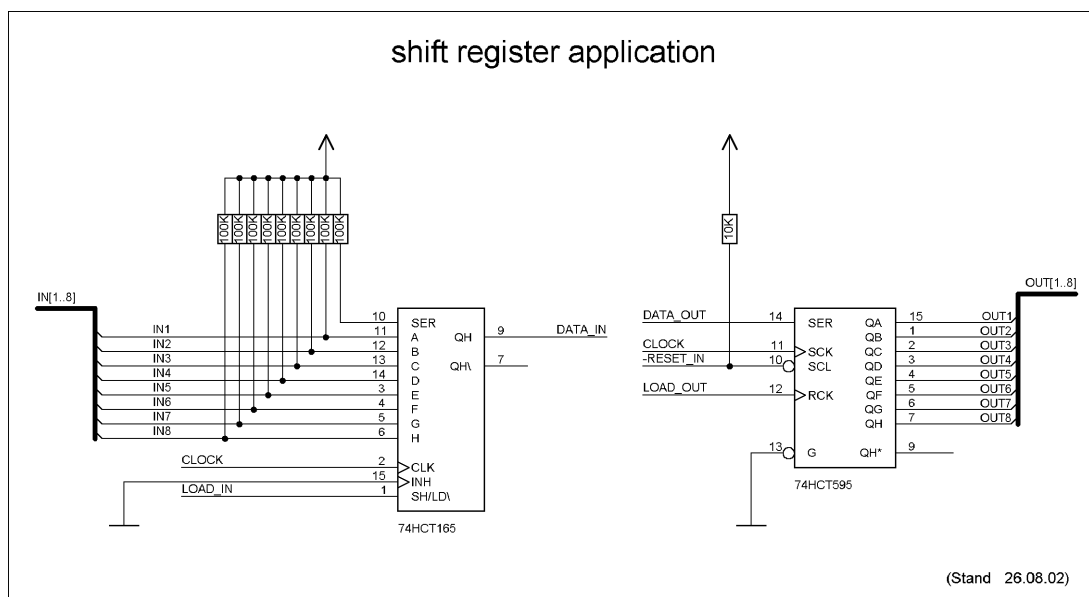 shift register application
100K
100K
100K
100K
100K
100K
100K
100K
100K
10K
IN[1..8]
IN1
IN2
IN3
IN4
IN5
IN6
IN7
IN8
CLOCK
LOAD_IN
10 SER
11 A QH 9 DATA_IN
12 B
13 C QH\ 7
14 D
3 E
4 F
5 G
6 H
2 CLK
15 INH
1 SH/LD\
74HCT165
DATA_OUT 14 SER QA 15 OUT1
QB 1 OUT2
CLOCK 11 SCK QC 2 OUT3
-RESET_IN 10 SCL QD 3 OUT4
QE 4 OUT5
LOAD_OUT 12 RCK QF 5 OUT6
QG 6 OUT7
QH 7 OUT8
13 G QH* 9
74HCT595
OUT[1..8]
(Stand 26.08.02)